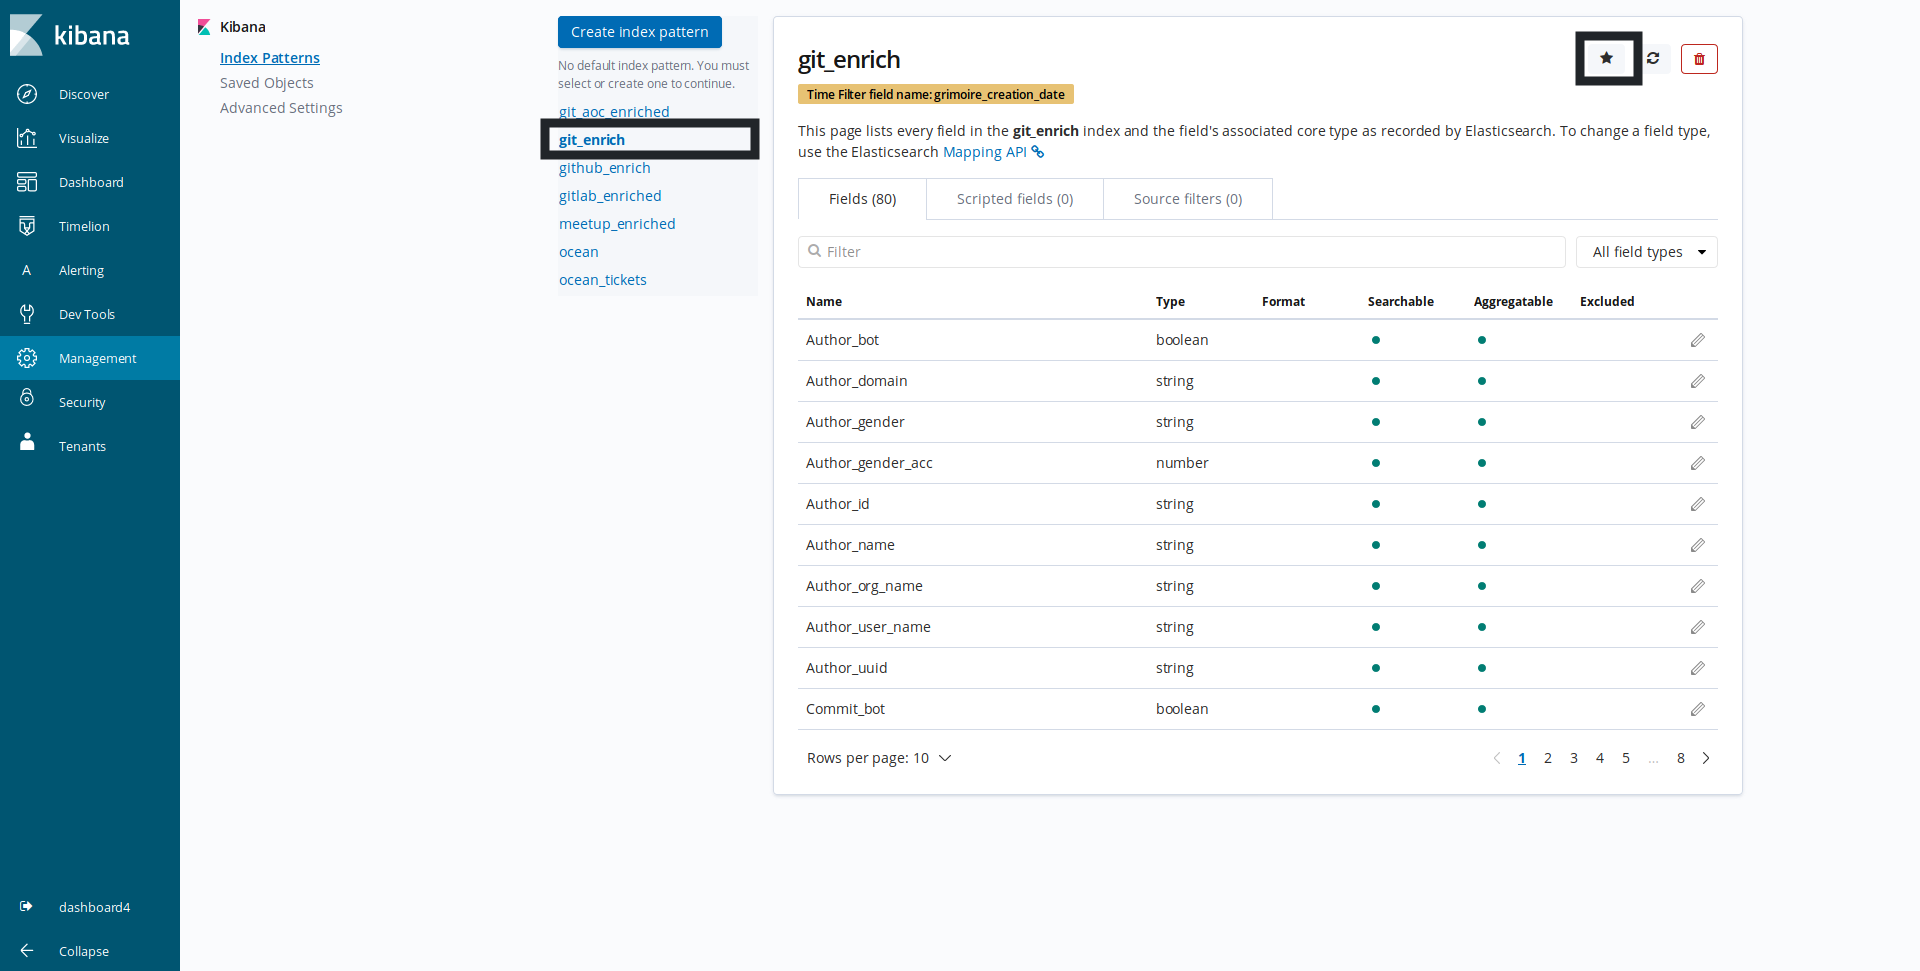 kibana
Discover
Visualize
Dashboard
Timelion
A Alerting
Dev Tools
Management
Security
Tenants
dashboard4
Collapse
Kibana
Index Patterns
Saved Objects
Advanced Settings
Create index pattern
No default index pattern. You must
select or create one to continue.
git_aoc_enriched
git_enrich
github_enrich
gitlab_enriched
meetup_enriched
ocean
ocean_tickets
git_enrich
Time Filter field name: grimoire_creation_date
This page lists every field in the git_enrich index and the field's associated core type as recorded by Elasticsearch. To change a field type,
use the Elasticsearch Mapping API
Fields (80) Scripted fields (0) Source filters (0)
Filter All field types
Name Type Format Searchable Aggregatable Excluded
Author_bot boolean
Author_domain string
Author_gender string
Author_gender_acc number
Author_id string
Author_name string
Author_org_name string
Author_user_name string
Author_uuid string
Commit_bot boolean
Rows per page: 10 1 2 3 4 5 ... 8